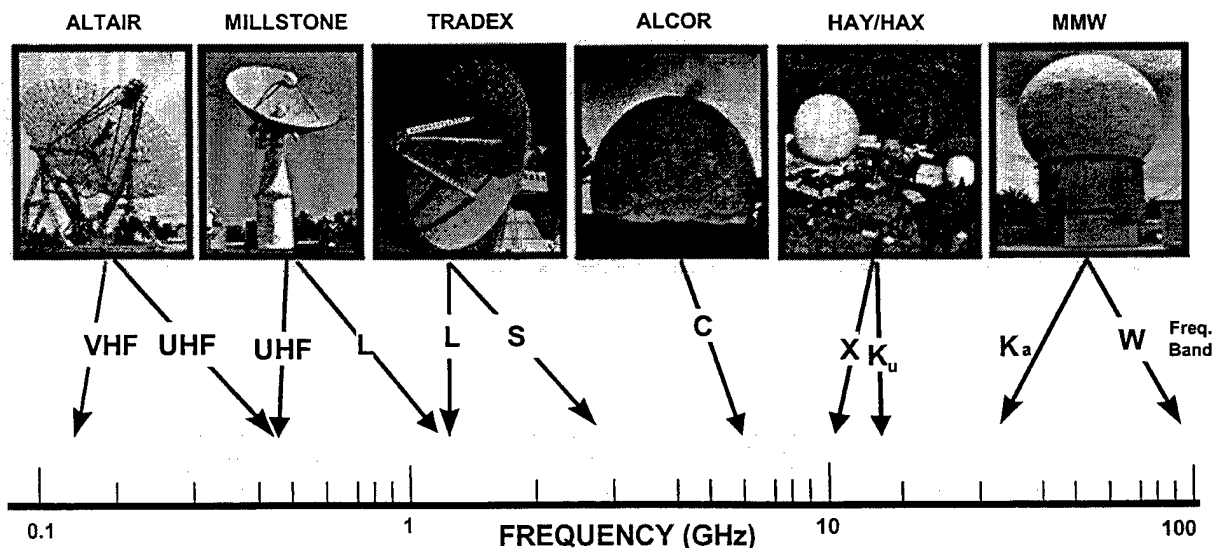 ALTAIR MILLSTONE TRADEX ALCOR HAY/HAX MMW
VHF UHF UHF L L S C X Ku Ka W Freq. Band
0.1 1 10 100
FREQUENCY (GHz)